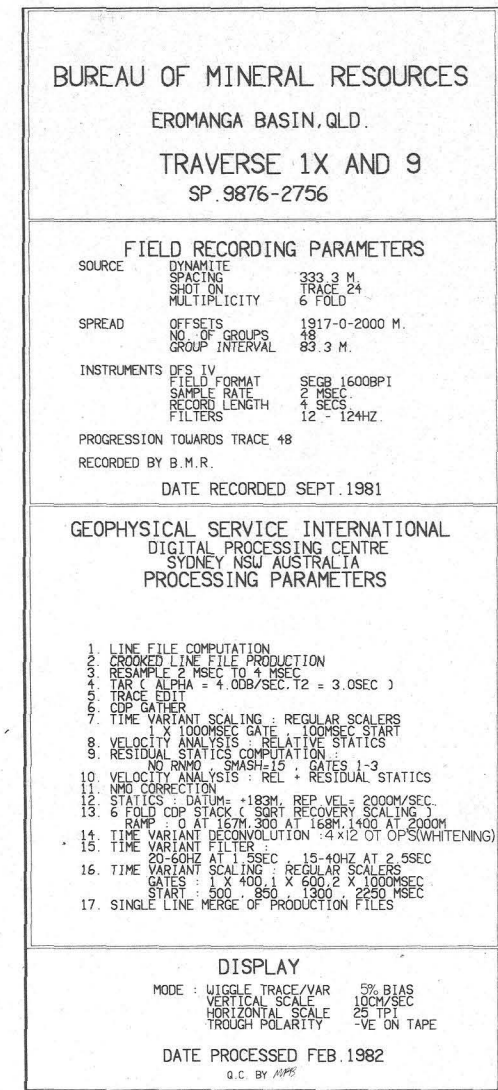 BUREAU OF MINERAL RESOURCES
EROMANGA BASIN,QLD.
TRAVERSE 1X AND 9
SP.9876-2756
FIELD RECORDING PARAMETERS
SOURCE DYNAMITE
SPACING 333.3 M.
SHOT ON TRACE 24
MULTIPLICITY 6 FOLD
SPREAD OFFSETS 1917-0-2000 M.
NO. OF GROUPS 48
GROUP INTERVAL 83.3 M.
INSTRUMENTS DFS IV
FIELD FORMAT SEGB 1600BPI
SAMPLE RATE 2 MSEC.
RECORD LENGTH 4 SECS.
FILTERS 12 - 124HZ.
PROGRESSION TOWARDS TRACE 48
RECORDED BY B.M.R.
DATE RECORDED SEPT.1981
GEOPHYSICAL SERVICE INTERNATIONAL
DIGITAL PROCESSING CENTRE
SYDNEY NSW AUSTRALIA
PROCESSING PARAMETERS
1. LINE FILE COMPUTATION
2. CROOKED LINE FILE PRODUCTION
3. RESAMPLE 2 MSEC TO 4 MSEC
4. TAR ( ALPHA = 4.0DB/SEC,T2 = 3.0SEC )
5. TRACE EDIT
6. CDP GATHER
7. TIME VARIANT SCALING : REGULAR SCALERS
1 X 1000MSEC GATE , 100MSEC START
8. VELOCITY ANALYSIS : RELATIVE STATICS
9. RESIDUAL STATICS COMPUTATION :
NO RNMO , SMASH=15 , GATES 1-3
10. VELOCITY ANALYSIS : REL + RESIDUAL STATICS
11. NMO CORRECTION
12. STATICS : DATUM= +183M, REP VEL= 2000M/SEC.
13. 6 FOLD CDP STACK ( SQRT RECOVERY SCALING )
RAMP : 0 AT 167M,300 AT 168M,1400 AT 2000M
14. TIME VARIANT DECONVOLUTION :4×12 OT OP'S(WHITENING)
15. TIME VARIANT FILTER :
20-60HZ AT 1.5SEC , 15-40HZ AT 2.5SEC
16. TIME VARIANT SCALING : REGULAR SCALERS
GATES : 1 X 400,1 X 600,2 X 1000MSEC
START : 500 , 850 , 1300 , 2250 MSEC
17. SINGLE LINE MERGE OF PRODUCTION FILES
DISPLAY
MODE : WIGGLE TRACE/VAR 5% BIAS
VERTICAL SCALE 10CM/SEC
HORIZONTAL SCALE 25 TPI
TROUGH POLARITY -VE ON TAPE
DATE PROCESSED FEB.1982
Q.C. BY